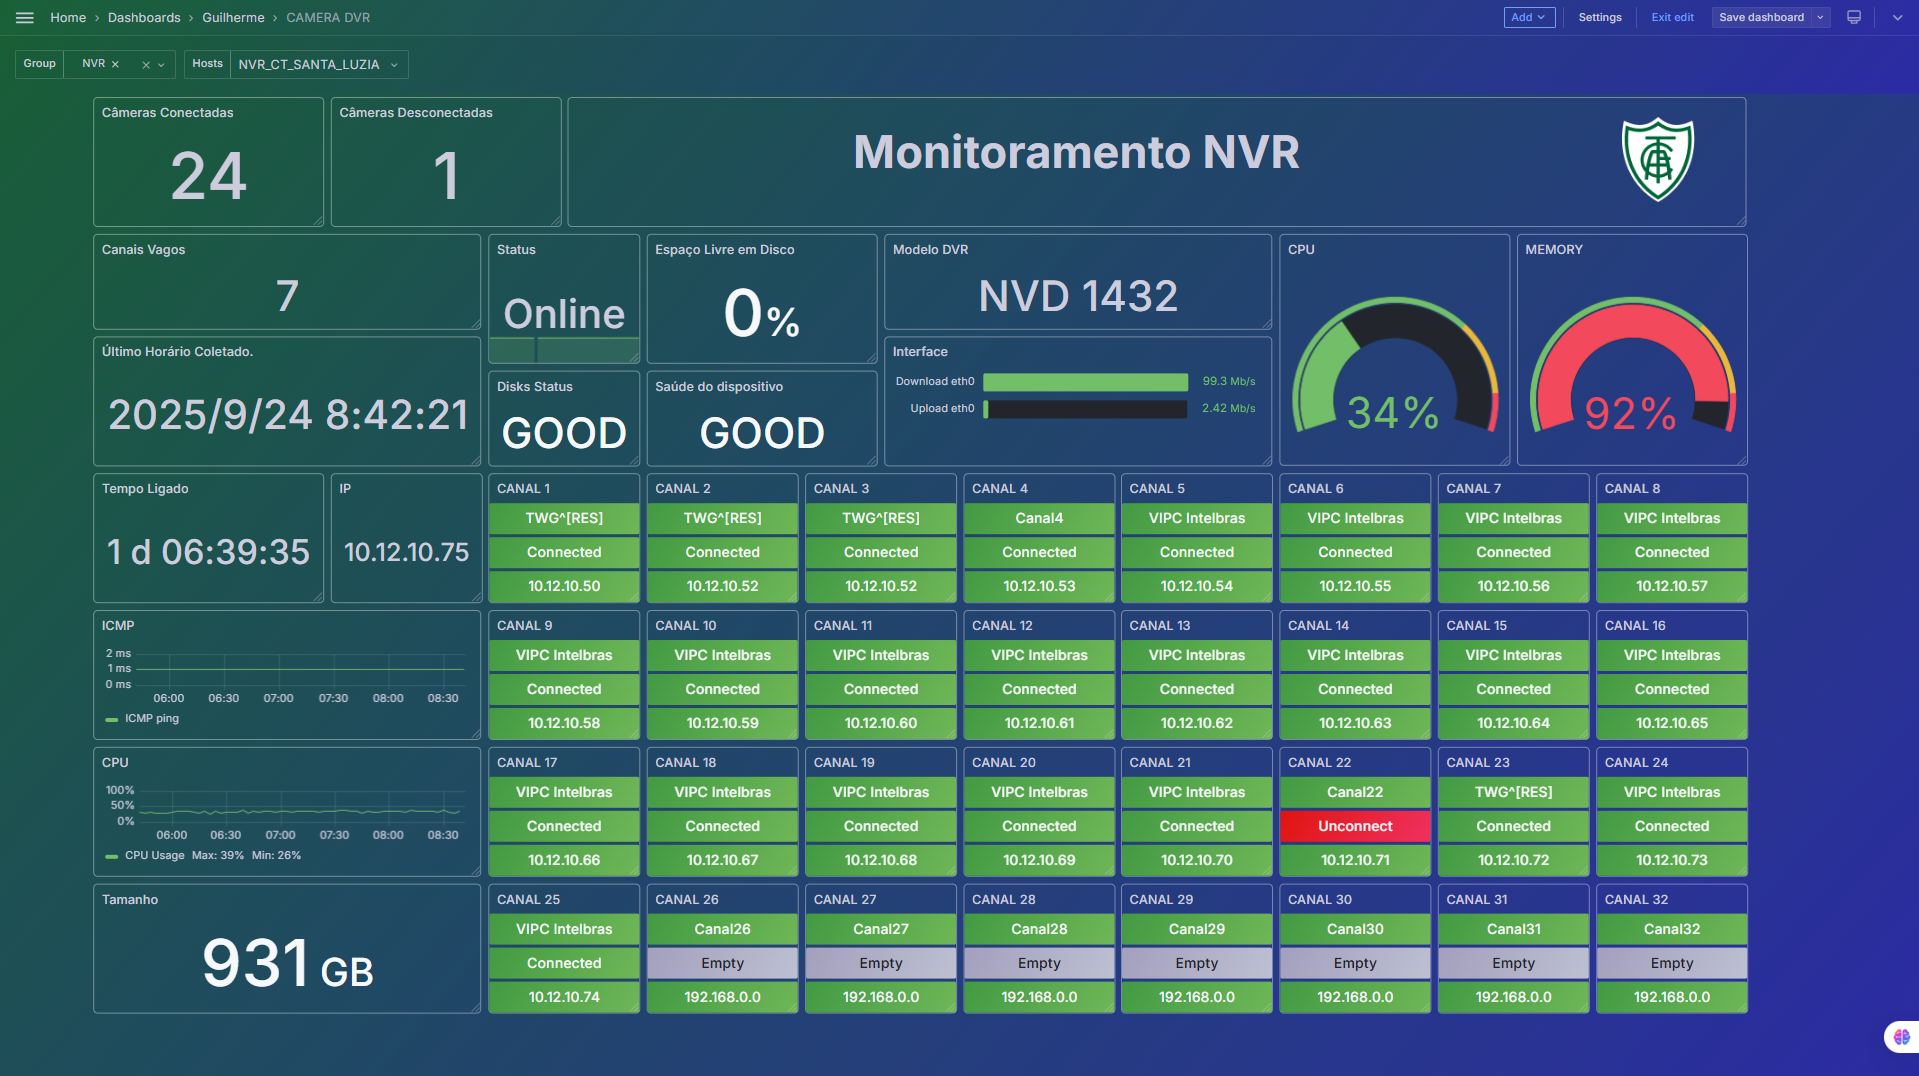 Home › Dashboards › Guilherme › CAMERA DVR
Add
Settings
Exit edit
Save dashboard
Group NVR
Hosts NVR_CT_SANTA_LUZIA
Câmeras Conectadas
24
Câmeras Desconectadas
1
Monitoramento NVR
Canais Vagos
7
Status
Online
Espaço Livre em Disco
0%
Modelo DVR
NVD 1432
CPU
34%
MEMORY
92%
Último Horário Coletado.
2025/9/24 8:42:21
Disks Status
GOOD
Saúde do dispositivo
GOOD
Interface
Download eth0 99.3 Mb/s
Upload eth0 2.42 Mb/s
Tempo Ligado
1 d 06:39:35
IP
10.12.10.75
CANAL 1
TWG^[RES]
Connected
10.12.10.50
CANAL 2
TWG^[RES]
Connected
10.12.10.52
CANAL 3
TWG^[RES]
Connected
10.12.10.52
CANAL 4
Canal4
Connected
10.12.10.53
CANAL 5
VIPC Intelbras
Connected
10.12.10.54
CANAL 6
VIPC Intelbras
Connected
10.12.10.55
CANAL 7
VIPC Intelbras
Connected
10.12.10.56
CANAL 8
VIPC Intelbras
Connected
10.12.10.57
ICMP
2 ms
1 ms
0 ms
06:00 06:30 07:00 07:30 08:00 08:30
ICMP ping
CANAL 9
VIPC Intelbras
Connected
10.12.10.58
CANAL 10
VIPC Intelbras
Connected
10.12.10.59
CANAL 11
VIPC Intelbras
Connected
10.12.10.60
CANAL 12
VIPC Intelbras
Connected
10.12.10.61
CANAL 13
VIPC Intelbras
Connected
10.12.10.62
CANAL 14
VIPC Intelbras
Connected
10.12.10.63
CANAL 15
VIPC Intelbras
Connected
10.12.10.64
CANAL 16
VIPC Intelbras
Connected
10.12.10.65
CPU
100%
50%
0%
06:00 06:30 07:00 07:30 08:00 08:30
CPU Usage Max: 39% Min: 26%
CANAL 17
VIPC Intelbras
Connected
10.12.10.66
CANAL 18
VIPC Intelbras
Connected
10.12.10.67
CANAL 19
VIPC Intelbras
Connected
10.12.10.68
CANAL 20
VIPC Intelbras
Connected
10.12.10.69
CANAL 21
VIPC Intelbras
Connected
10.12.10.70
CANAL 22
Canal22
Unconnect
10.12.10.71
CANAL 23
TWG^[RES]
Connected
10.12.10.72
CANAL 24
VIPC Intelbras
Connected
10.12.10.73
Tamanho
931 GB
CANAL 25
VIPC Intelbras
Connected
10.12.10.74
CANAL 26
Canal26
Empty
192.168.0.0
CANAL 27
Canal27
Empty
192.168.0.0
CANAL 28
Canal28
Empty
192.168.0.0
CANAL 29
Canal29
Empty
192.168.0.0
CANAL 30
Canal30
Empty
192.168.0.0
CANAL 31
Canal31
Empty
192.168.0.0
CANAL 32
Canal32
Empty
192.168.0.0